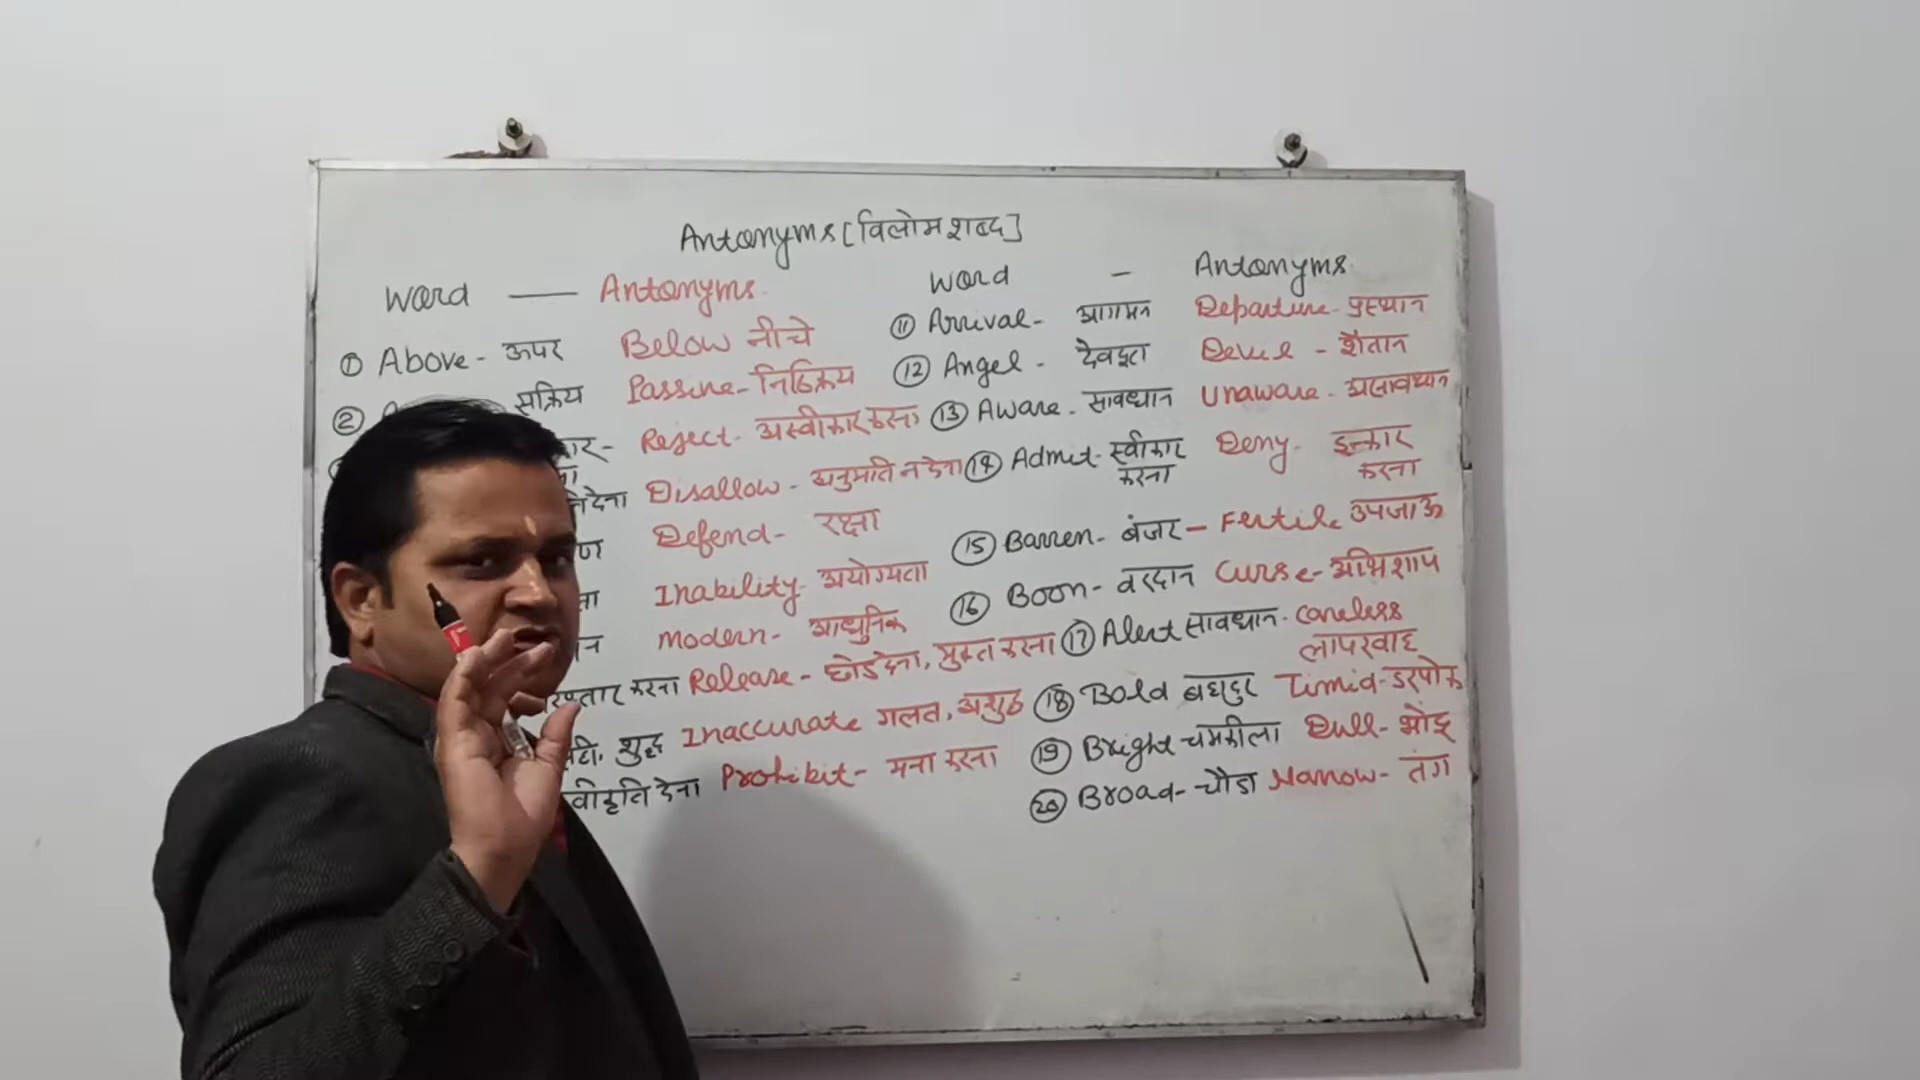 Antonyms [विलोम शब्द]
Word — Antonyms
① Above - ऊपर Below नीचे
② सक्रिय Passive - निष्क्रिय
Reject - अस्वीकार करना
देना Disallow - अनुमति न देना
Defend - रक्षा
Inability - अयोग्यता
Modern - आधुनिक
करना Release - छोड़ देना, मुक्त करना
शुद्ध Inaccurate गलत, अशुद्ध
देना Prohibit - मना करना
Word - Antonyms
⑪ Arrival - आगमन Departure - प्रस्थान
⑫ Angel - देवदूत Devil - शैतान
⑬ Aware - सावधान Unaware - असावधान
⑭ Admit - स्वीकार Deny - इन्कार
करना करना
⑮ Barren - बंजर - Fertile उपजाऊ
⑯ Boon - वरदान Curse - अभिशाप
⑰ Alert सावधान - Careless
लापरवाह
⑱ Bold बहादुर Timid - डरपोक
⑲ Bright चमकीला Dull - भोंदू
⑳ Broad - चौड़ा Narrow - तंग